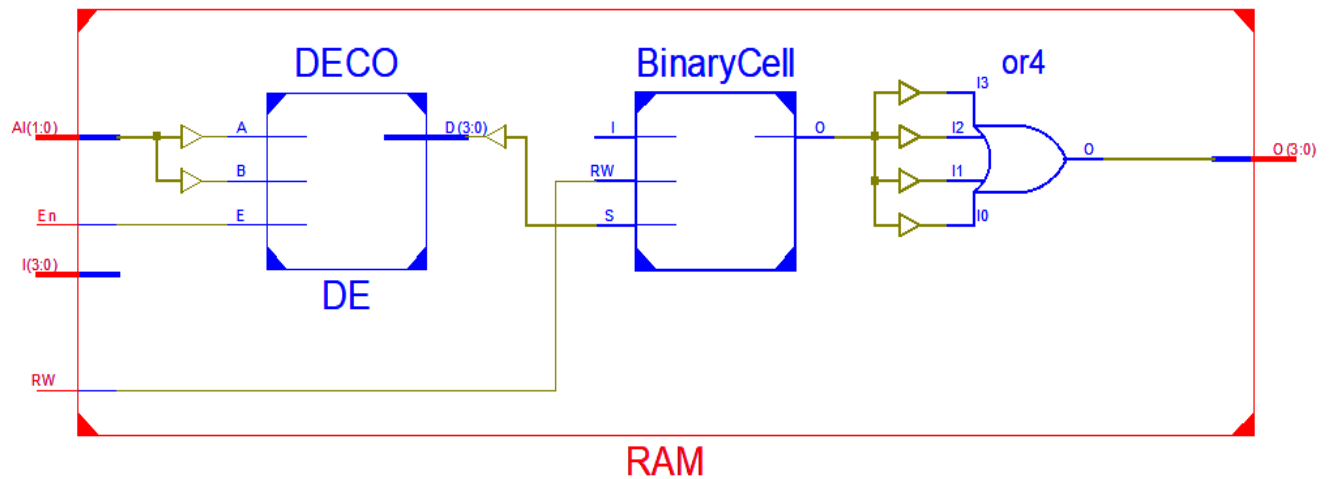 DECO
BinaryCell
or4
I3
AI(1:0)
A
D(3:0)
I
O
I2
O
O(3:0)
B
RW
I1
En
E
S
I0
I(3:0)
DE
RW
RAM